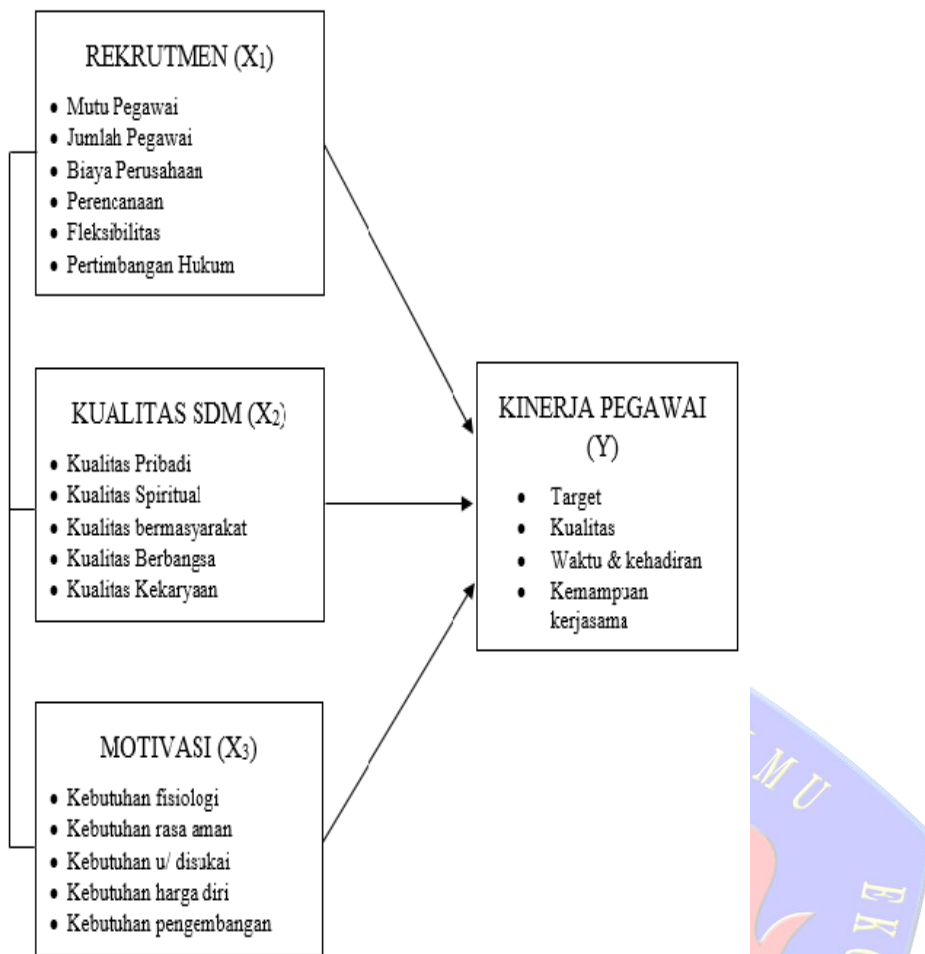 REKRUTMEN (X1)
• Mutu Pegawai
• Jumlah Pegawai
• Biaya Perusahaan
• Perencanaan
• Fleksibilitas
• Pertimbangan Hukum
KUALITAS SDM (X2)
• Kualitas Pribadi
• Kualitas Spiritual
• Kualitas bermasyarakat
• Kualitas Berbangsa
• Kualitas Kekaryaan
MOTIVASI (X3)
• Kebutuhan fisiologi
• Kebutuhan rasa aman
• Kebutuhan u/ disukai
• Kebutuhan harga diri
• Kebutuhan pengembangan
KINERJA PEGAWAI
(Y)
• Target
• Kualitas
• Waktu & kehadiran
• Kemampuan
kerjasama